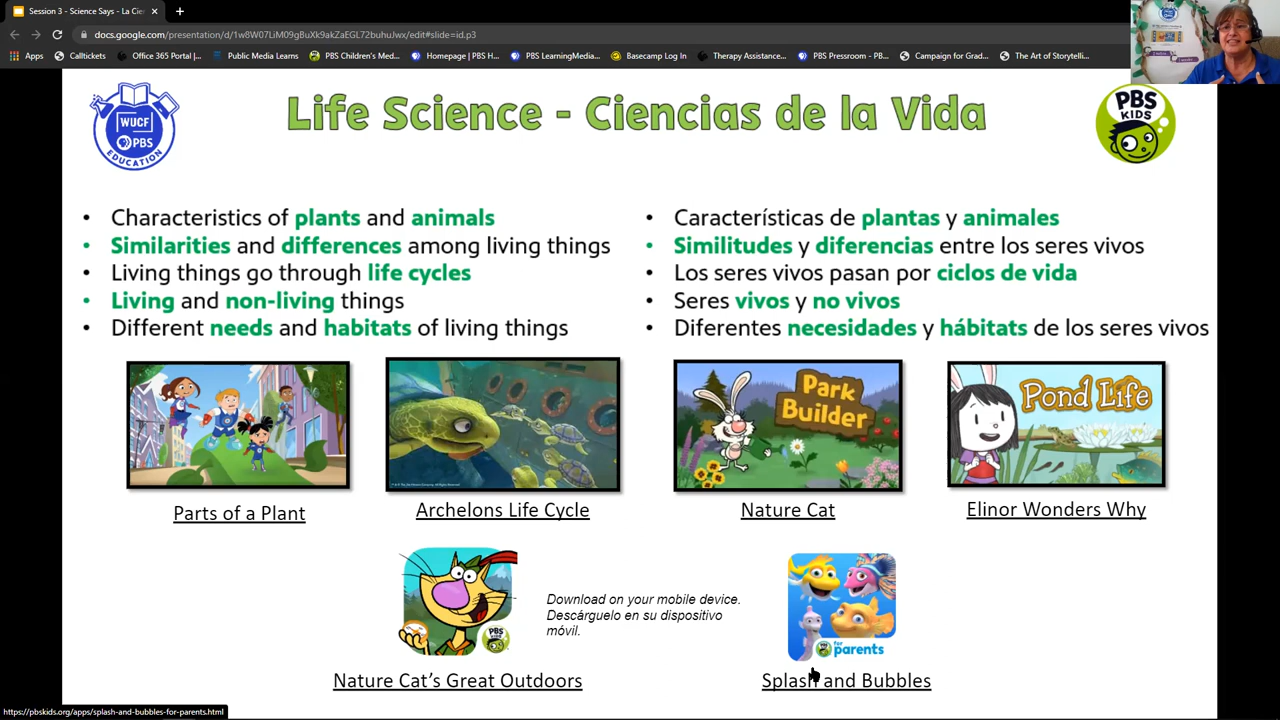 Session 3 - Science Says - La Cie
docs.google.com/presentation/d/1w8W07LiM09gBuXk9akZaEGL72buhuJwx/edit#slide=id.p3
Apps Calltickets Office 365 Portal |... Public Media Learns PBS Children's Med... Homepage | PBS H... PBS LearningMedia... Basecamp Log In Therapy Assistance... PBS Pressroom - PB... Campaign for Grad... The Art of Storytelli...
WUCF
PBS
EDUCATION
Life Science - Ciencias de la Vida
PBS
KIDS
• Characteristics of plants and animals
• Similarities and differences among living things
• Living things go through life cycles
• Living and non-living things
• Different needs and habitats of living things
• Características de plantas y animales
• Similitudes y diferencias entre los seres vivos
• Los seres vivos pasan por ciclos de vida
• Seres vivos y no vivos
• Diferentes necesidades y hábitats de los seres vivos
Park
Builder
Pond Life
Parts of a Plant
Archelons Life Cycle
Nature Cat
Elinor Wonders Why
PBS
KIDS
Download on your mobile device.
Descárguelo en su dispositivo
móvil.
for
parents
Nature Cat's Great Outdoors
Splash and Bubbles
https://pbskids.org/apps/splash-and-bubbles-for-parents.html